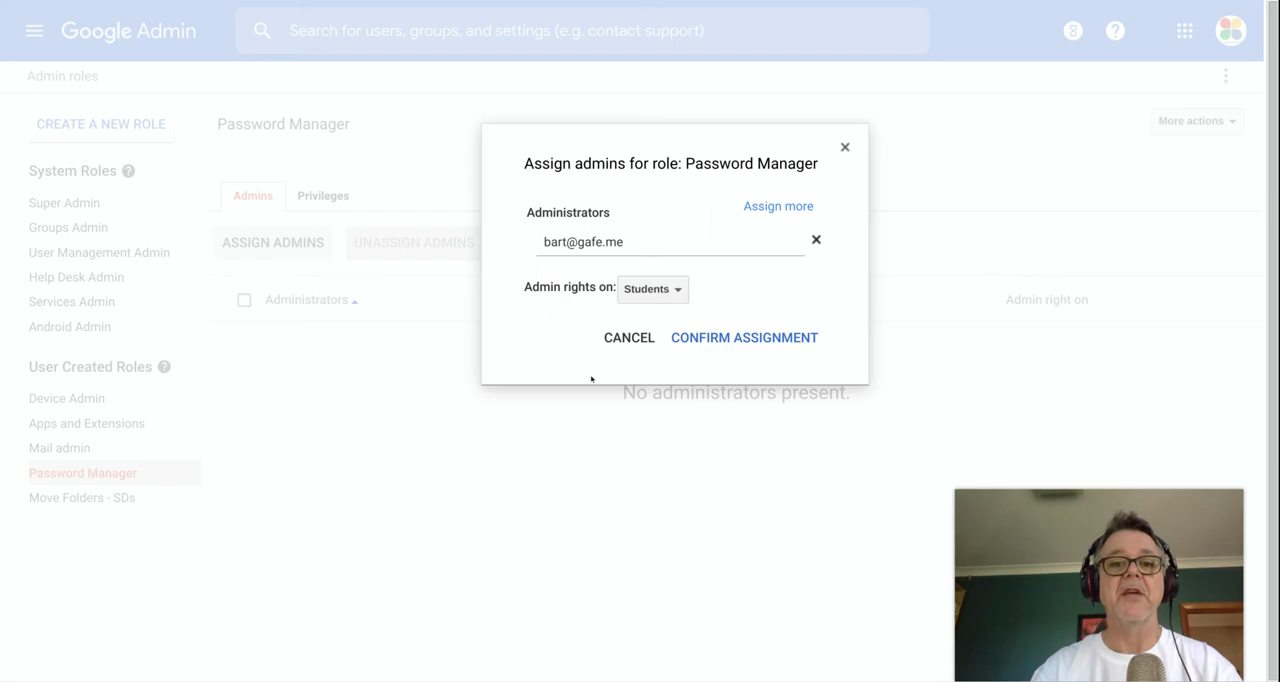 Google Admin
Search for users, groups, and settings (e.g. contact support)
8
?
Admin roles
CREATE A NEW ROLE
System Roles ?
Super Admin
Groups Admin
User Management Admin
Help Desk Admin
Services Admin
Android Admin
User Created Roles ?
Device Admin
Apps and Extensions
Mail admin
Password Manager
Move Folders - SDs
Password Manager
More actions
Admins
Privileges
ASSIGN ADMINS
UNASSIGN ADMINS
Administrators
Admin right on
No administrators present.
Assign admins for role: Password Manager
Administrators
Assign more
bart@gafe.me
Admin rights on: Students
CANCEL
CONFIRM ASSIGNMENT